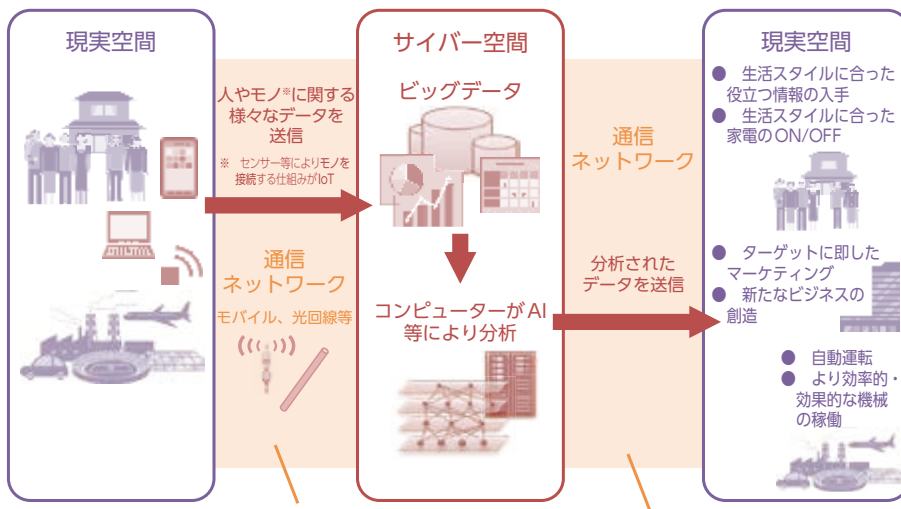 現実空間
人やモノ※に関する
様々なデータを
送信
※ センサー等によりモノを
接続する仕組みがIoT
通信
ネットワーク
モバイル、光回線等
サイバー空間
ビッグデータ
コンピューターがAI
等により分析
通信
ネットワーク
分析された
データを送信
現実空間
● 生活スタイルに合った
役立つ情報の入手
● 生活スタイルに合った
家電のON/OFF
● ターゲットに即した
マーケティング
● 新たなビジネスの
創造
● 自動運転
● より効率的・
効果的な機械
の稼働